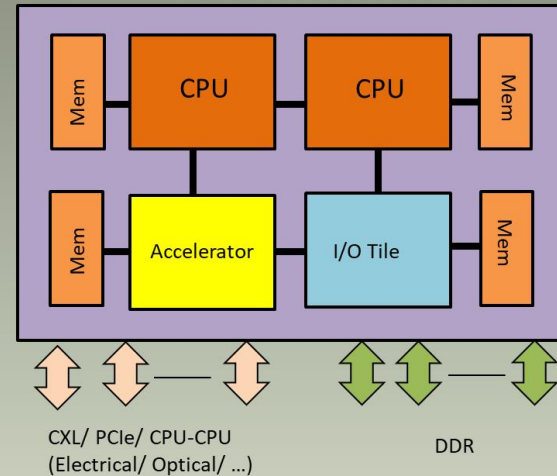 Mem
CPU
CPU
Mem
Mem
Accelerator
I/O Tile
Mem
CXL/ PCIe/ CPU-CPU
(Electrical/ Optical/ ...)
DDR